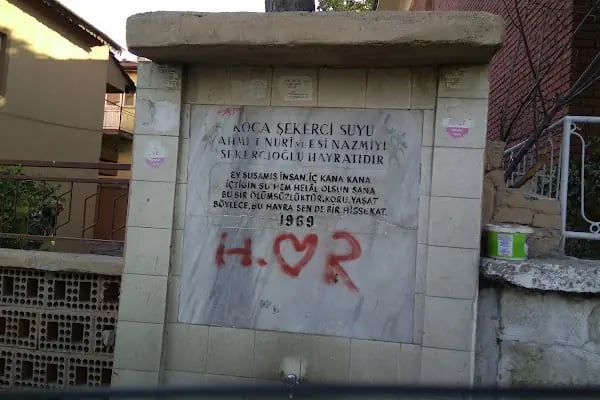 KOCA ŞEKERCİ SUYU
AHMET NURİ VE EŞİ NAZMİYE
ŞEKERCİOĞLU HAYRATIDIR
EY SUSAMIŞ İNSAN, İÇ KANA KANA
İÇTİĞİN SU HEM HELÂL OLSUN SANA
BU BİR ÖLÜMSÜZLÜKTÜR, KORU, YAŞAT
BÖYLECE, BU HAYRA SEN DE BİR HİSSE KAT.
1969
H.♥R